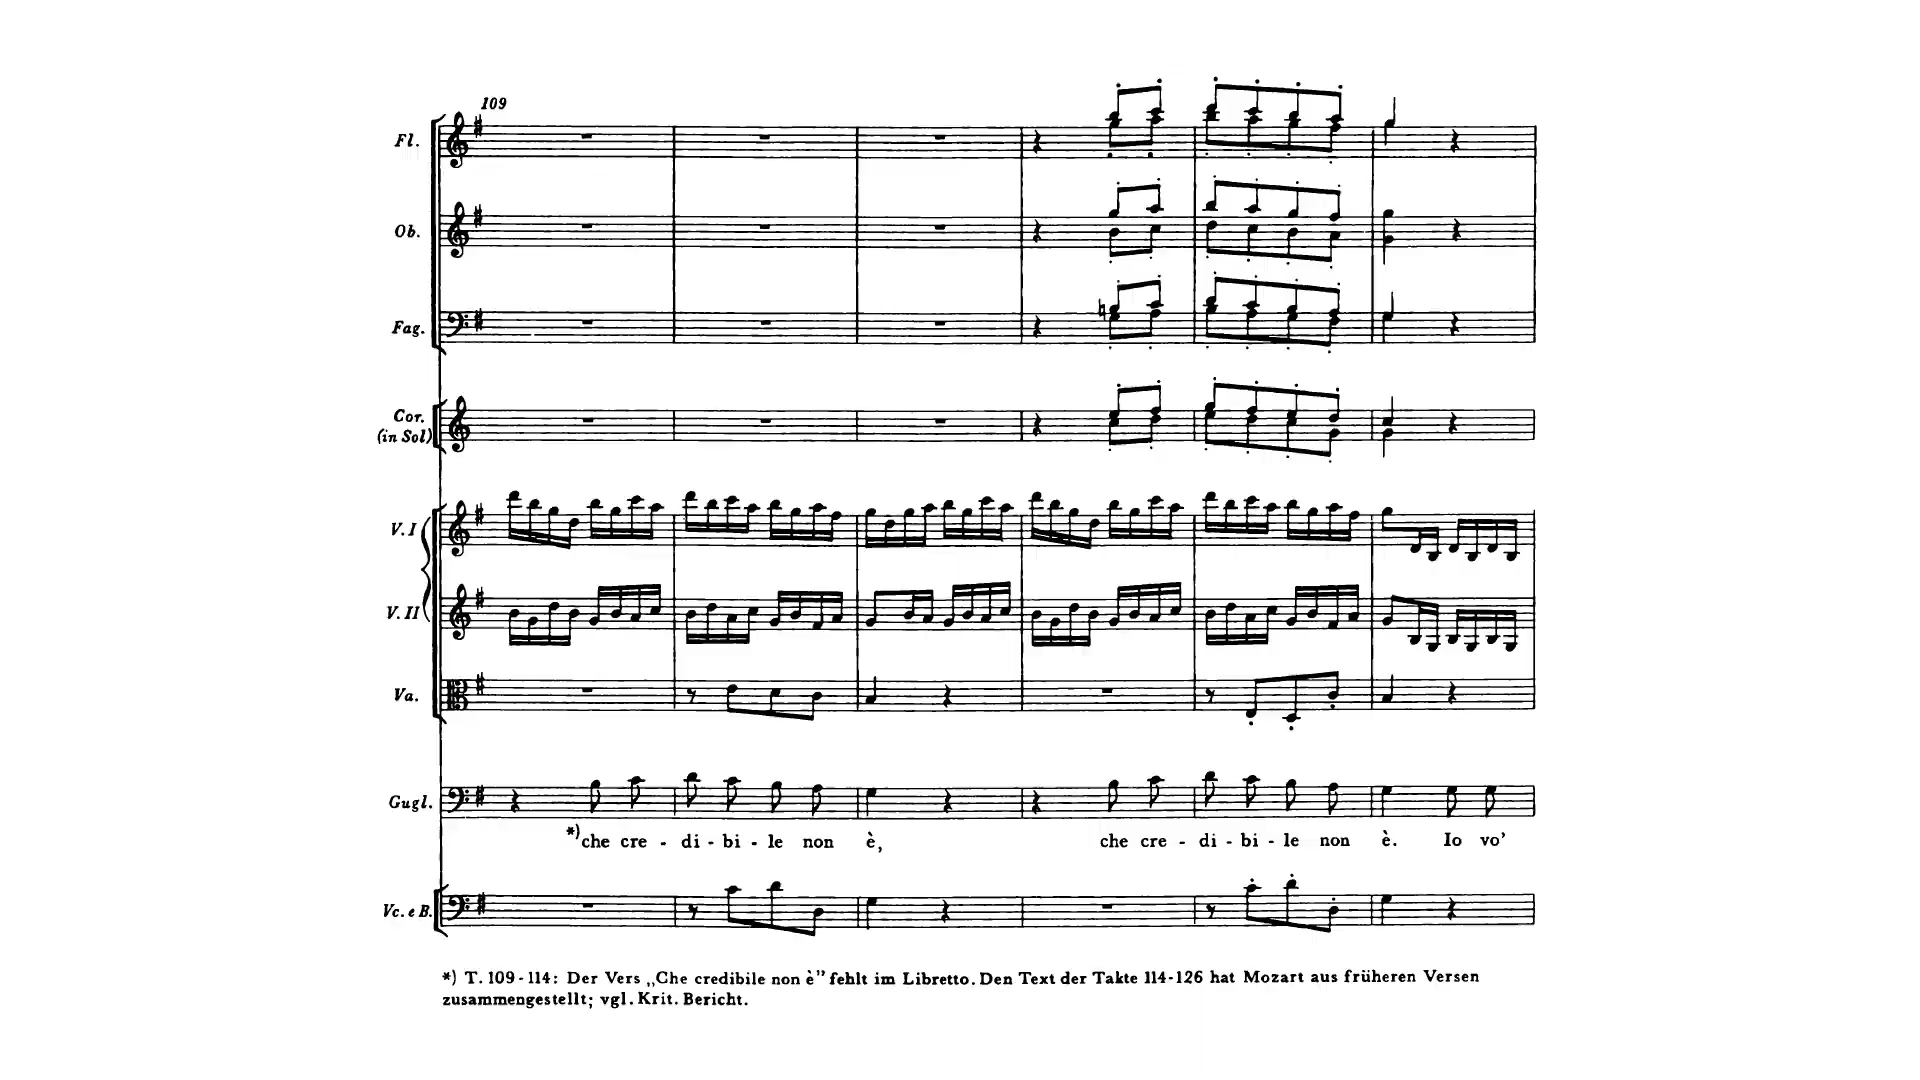 109
Fl.
Ob.
Fag.
Cor.
(in Sol)
V. I
V. II
Va.
Gugl.
*) che cre - di - bi - le non è, che cre - di - bi - le non è. Io vo'
Vc. e B.
*) T. 109-114: Der Vers „Che credibile non è” fehlt im Libretto. Den Text der Takte 114-126 hat Mozart aus früheren Versen
zusammengestellt; vgl. Krit. Bericht.